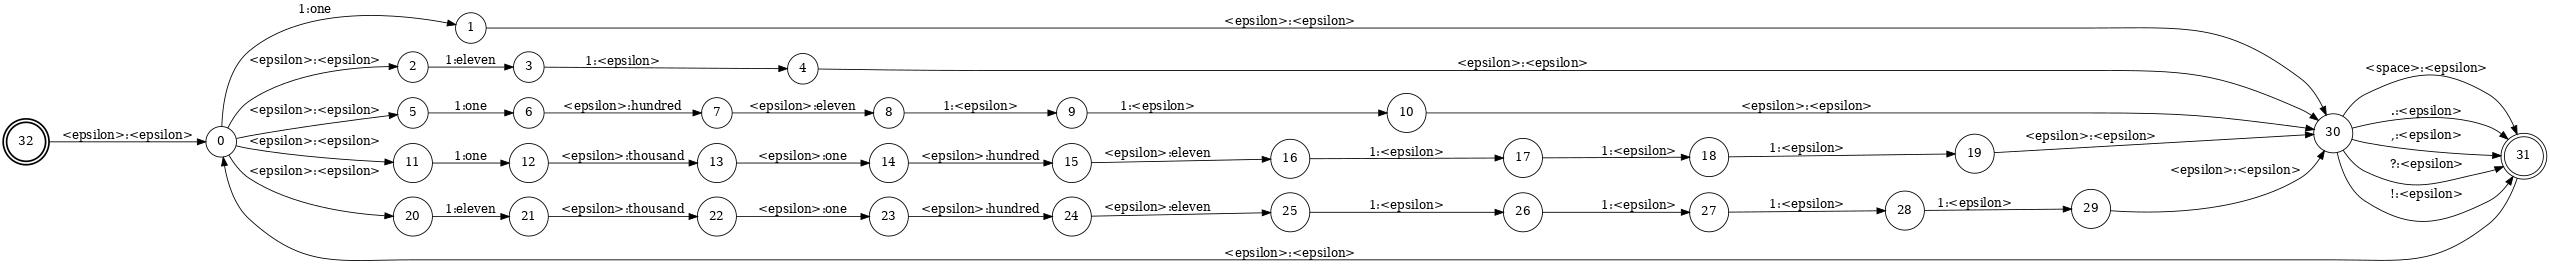 1:one
1
<epsilon>:<epsilon>
<epsilon>:<epsilon> 2 1:eleven 3 1:<epsilon> 4 <epsilon>:<epsilon>
<space>:<epsilon>
<epsilon>:<epsilon> 5 1:one 6 <epsilon>:hundred 7 <epsilon>:eleven 8 1:<epsilon> 9 1:<epsilon> 10 <epsilon>:<epsilon>
.:<epsilon>
32 <epsilon>:<epsilon> 0 30 ,:<epsilon> 31
<epsilon>:<epsilon> 11 1:one 12 <epsilon>:thousand 13 <epsilon>:one 14 <epsilon>:hundred 15 <epsilon>:eleven 16 1:<epsilon> 17 1:<epsilon> 18 1:<epsilon> 19 <epsilon>:<epsilon>
?:<epsilon>
<epsilon>:<epsilon> 20 1:eleven 21 <epsilon>:thousand 22 <epsilon>:one 23 <epsilon>:hundred 24 <epsilon>:eleven 25 1:<epsilon> 26 1:<epsilon> 27 1:<epsilon> 28 1:<epsilon> 29 <epsilon>:<epsilon>
!:<epsilon>
<epsilon>:<epsilon>